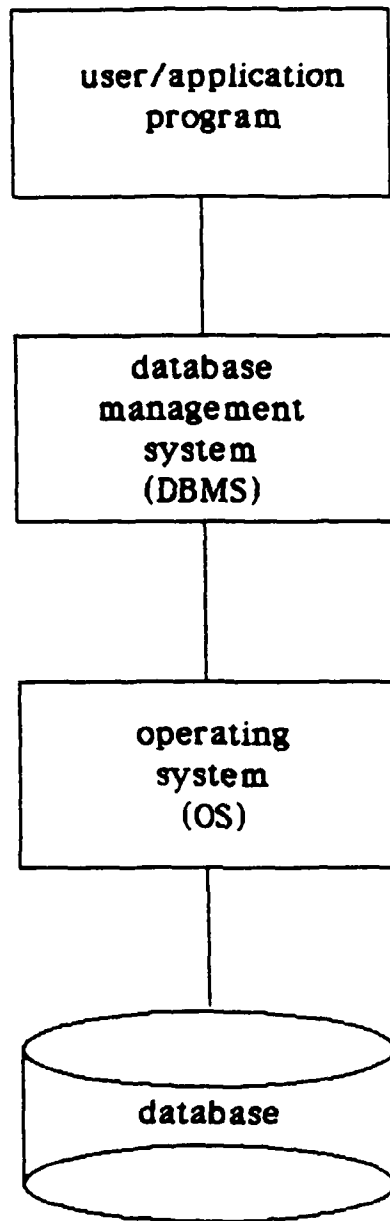 user/application
program
database
management
system
(DBMS)
operating
system
(OS)
database